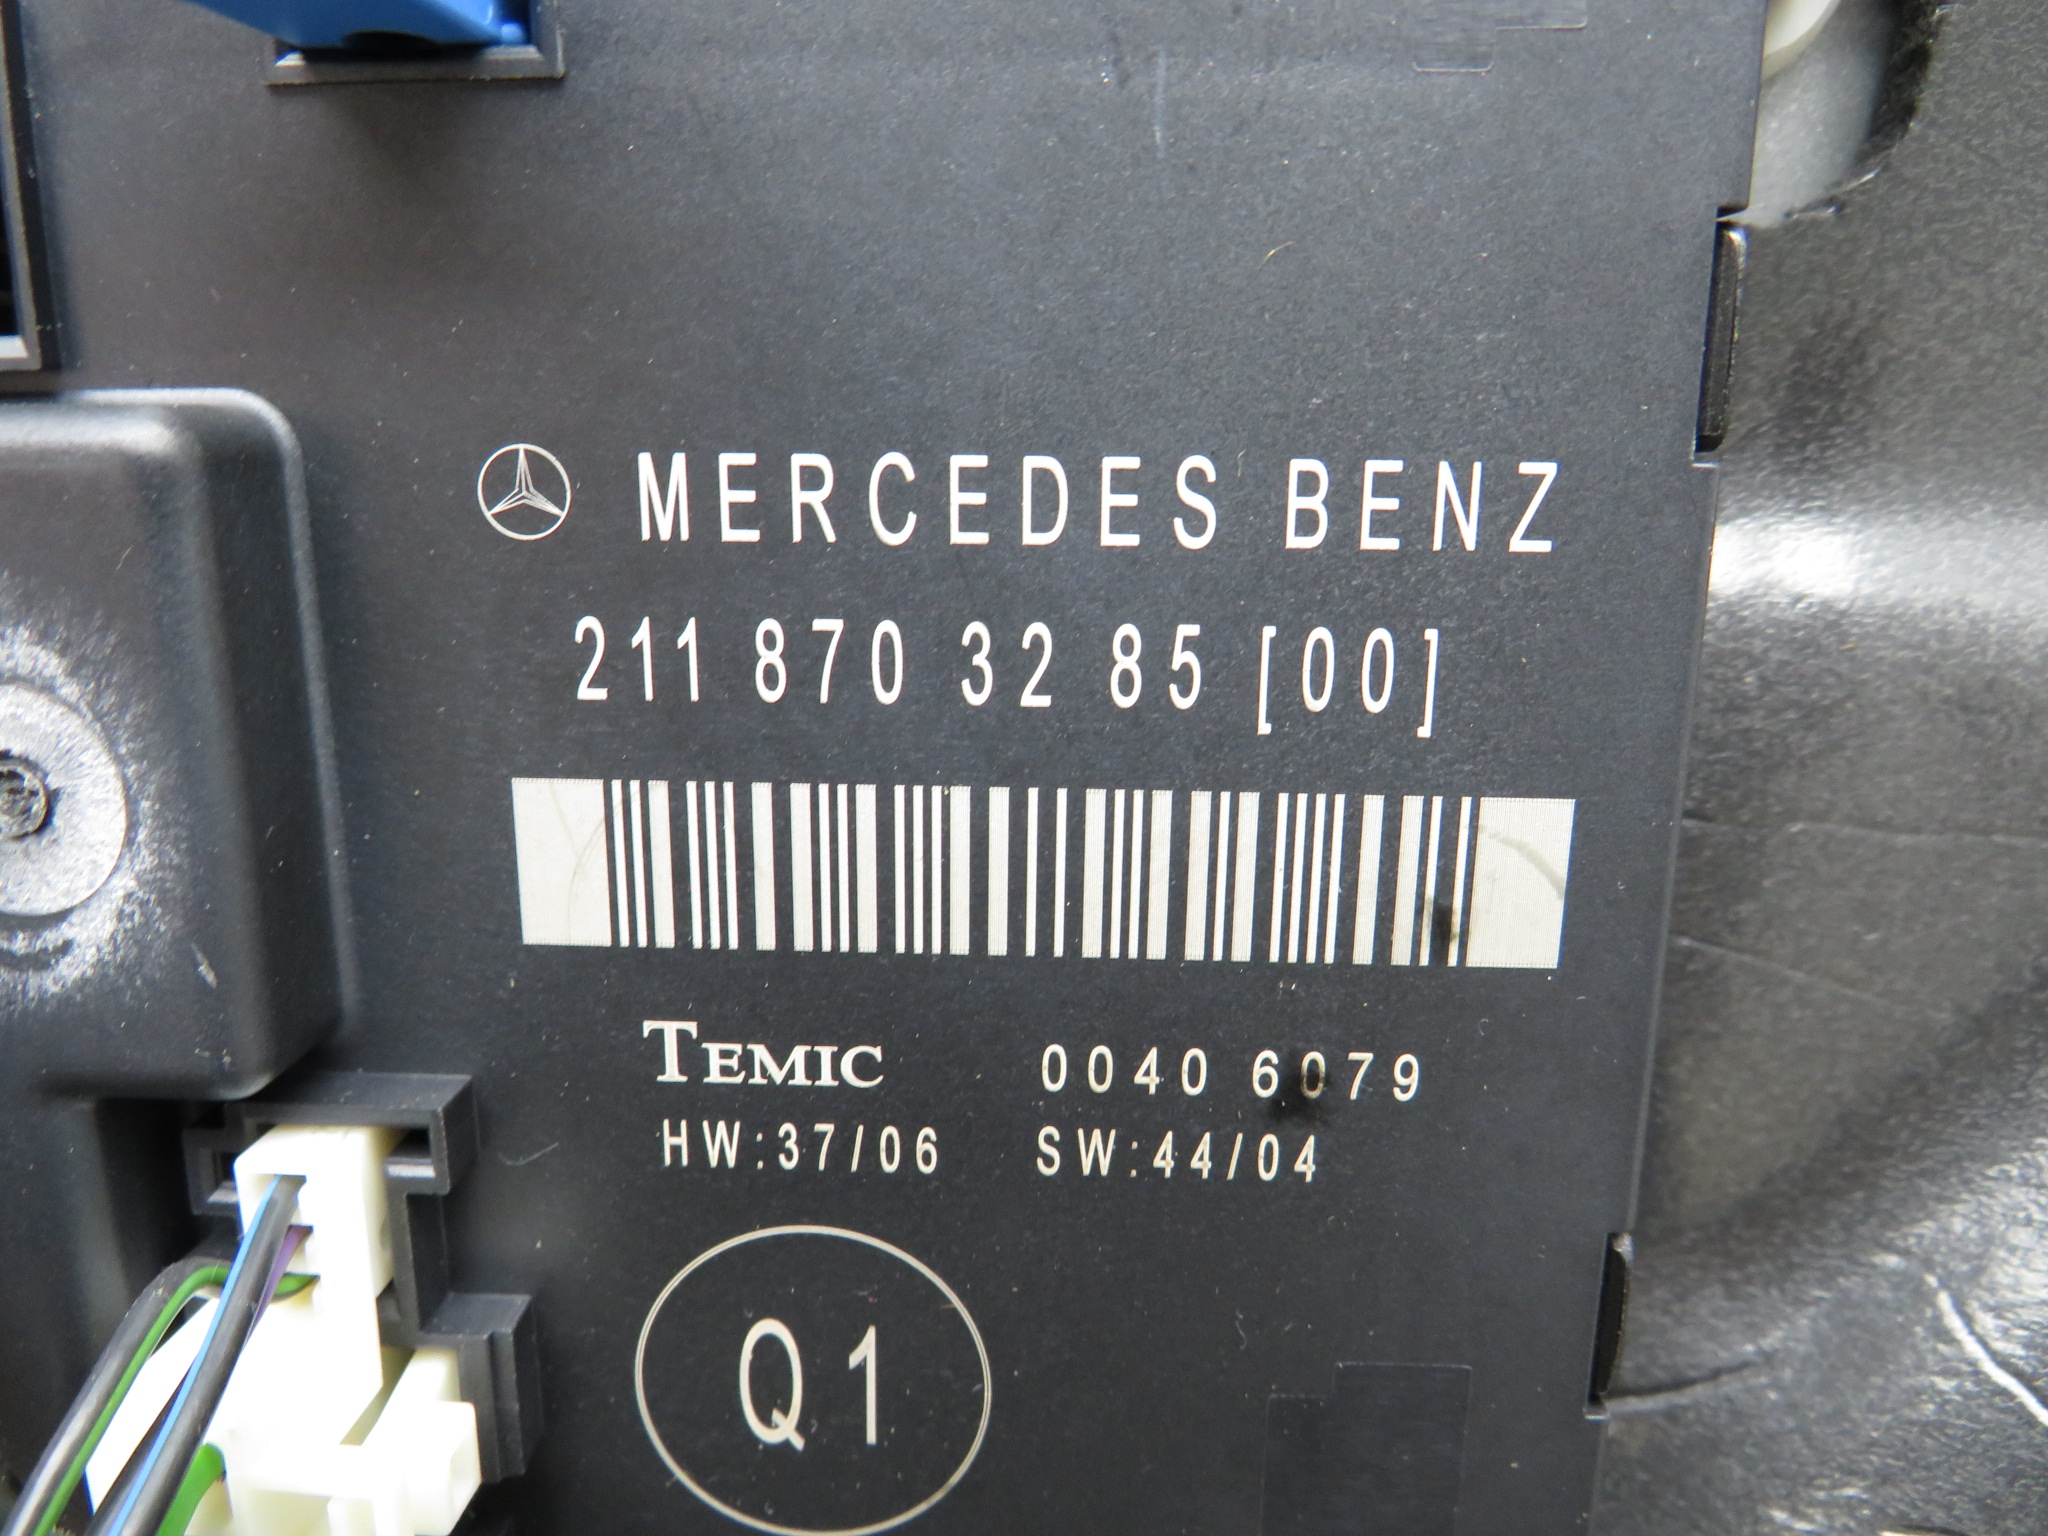 MERCEDES BENZ
211 870 32 85 [00]
TEMIC 0040 6079
HW:37/06 SW:44/04
Q1